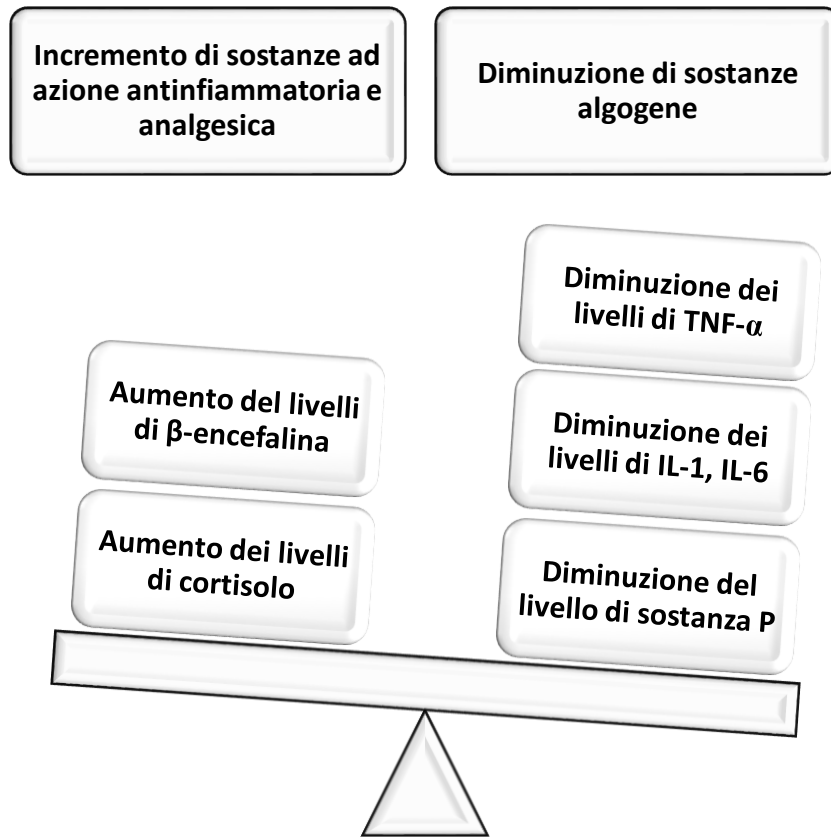 Incremento di sostanze ad
azione antinfiammatoria e
analgesica
Diminuzione di sostanze
algogene
Diminuzione dei
livelli di TNF-α
Aumento del livelli
di β-encefalina
Diminuzione dei
livelli di IL-1, IL-6
Aumento dei livelli
di cortisolo
Diminuzione del
livello di sostanza P